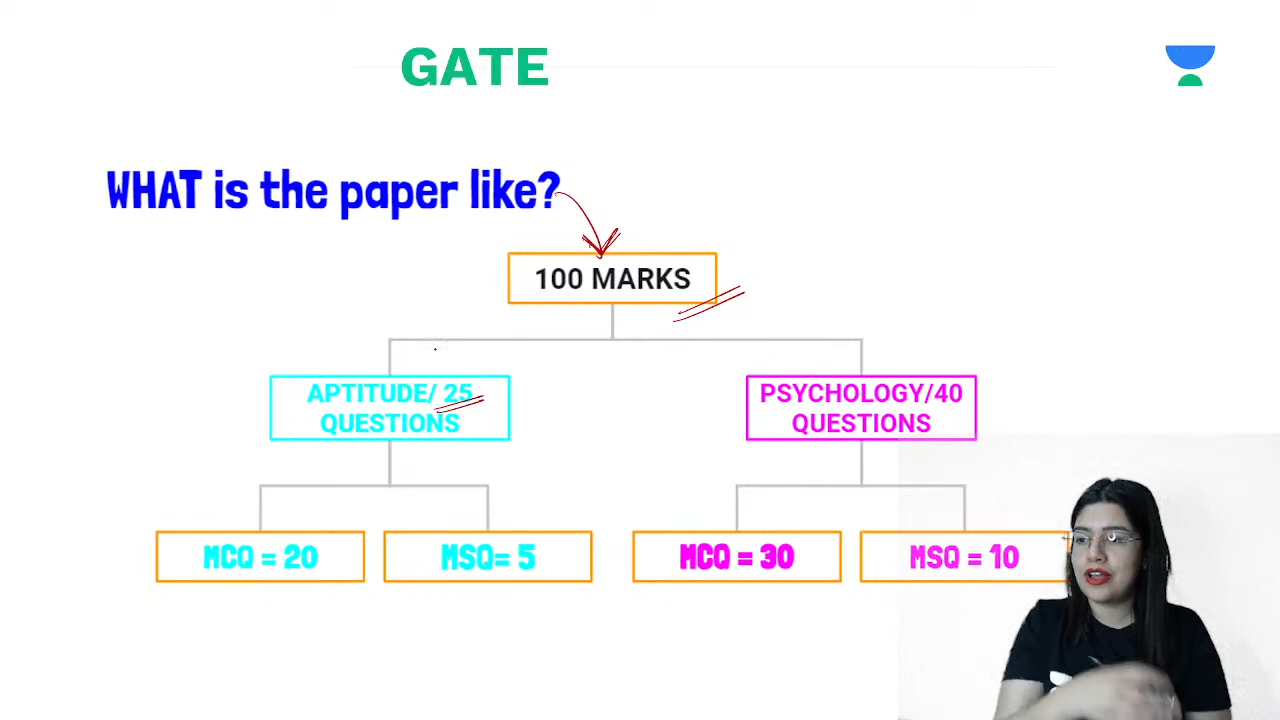 GATE
WHAT is the paper like?
100 MARKS
APTITUDE/ 25
QUESTIONS
PSYCHOLOGY/40
QUESTIONS
MCQ = 20
MSQ= 5
MCQ = 30
MSQ = 10